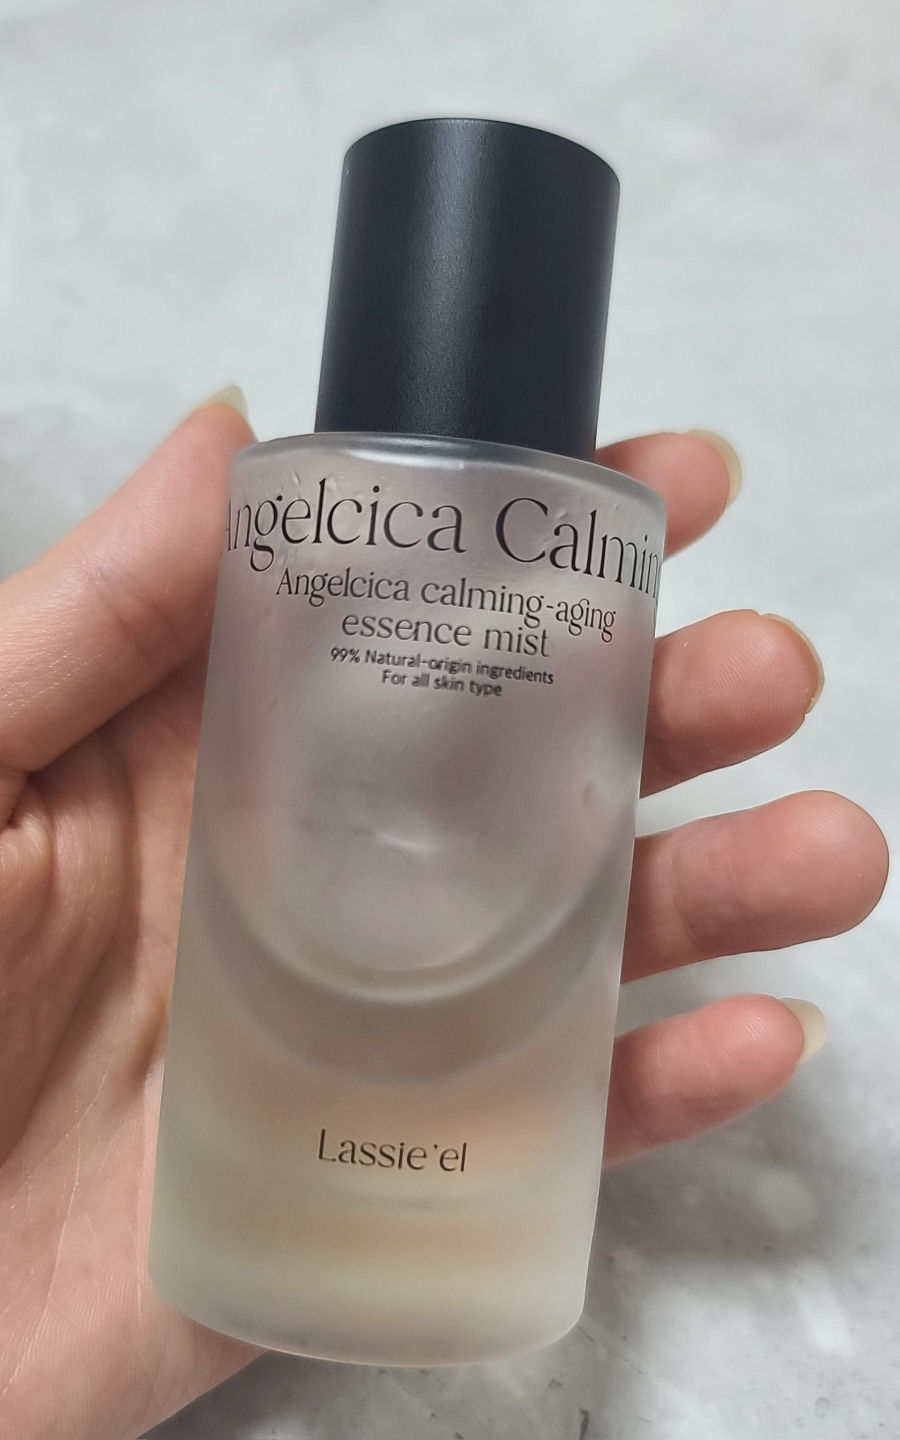 Angelcica Calming
Angelcica calming-aging
essence mist
99% Natural-origin ingredients
For all skin type
Lassie'el